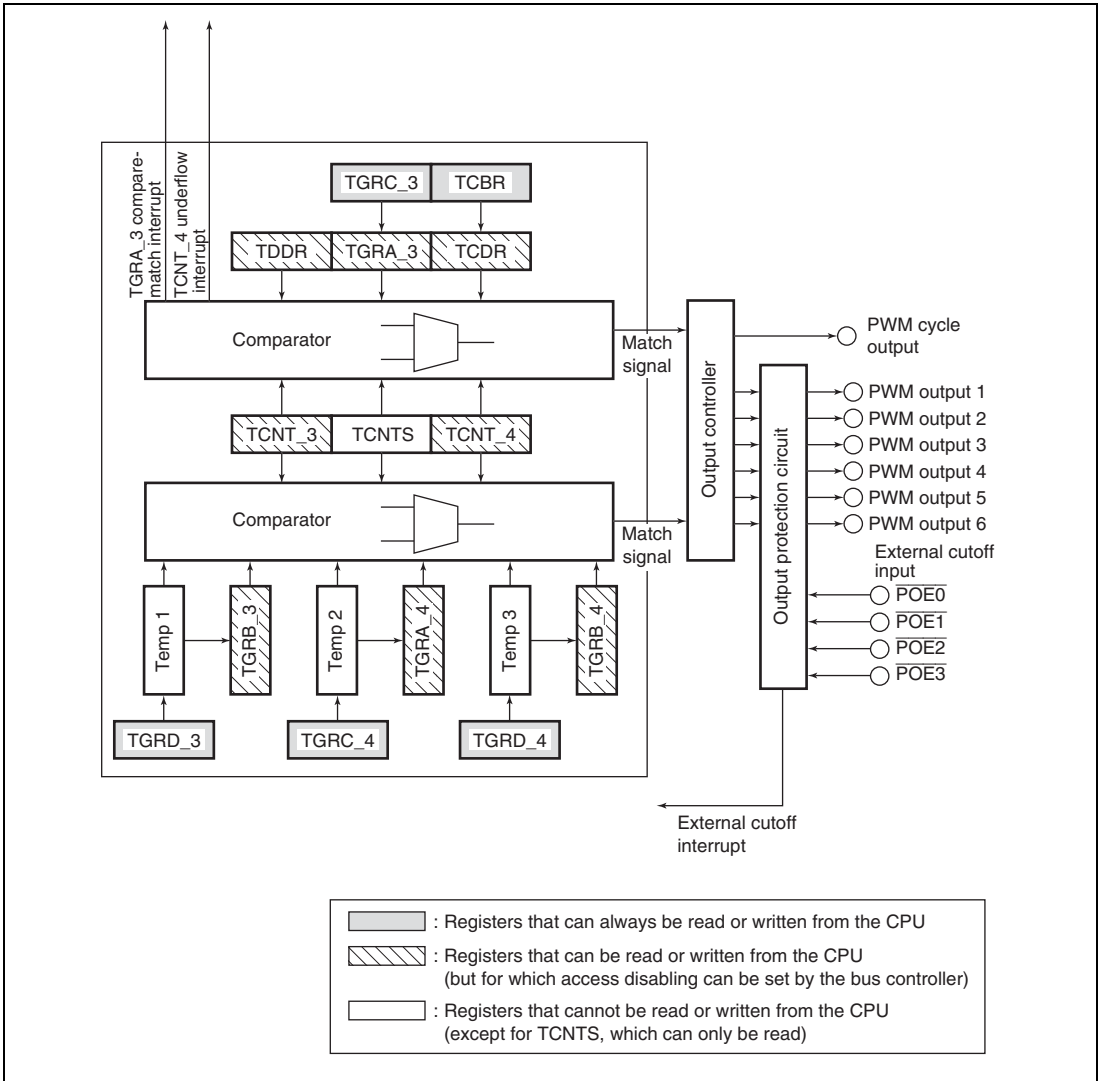 TGRA_3 compare-
match interrupt
TCNT_4 underflow
interrupt
TGRC_3 TCBR
TDDR TGRA_3 TCDR
Comparator
Match
signal
TCNT_3 TCNTS TCNT_4
Comparator
Match
signal
Temp 1
TGRB_3
Temp 2
TGRA_4
Temp 3
TGRB_4
TGRD_3 TGRC_4 TGRD_4
Output controller
Output protection circuit
PWM cycle
output
PWM output 1
PWM output 2
PWM output 3
PWM output 4
PWM output 5
PWM output 6
External cutoff
input
POE0
POE1
POE2
POE3
External cutoff
interrupt
: Registers that can always be read or written from the CPU
: Registers that can be read or written from the CPU
(but for which access disabling can be set by the bus controller)
: Registers that cannot be read or written from the CPU
(except for TCNTS, which can only be read)